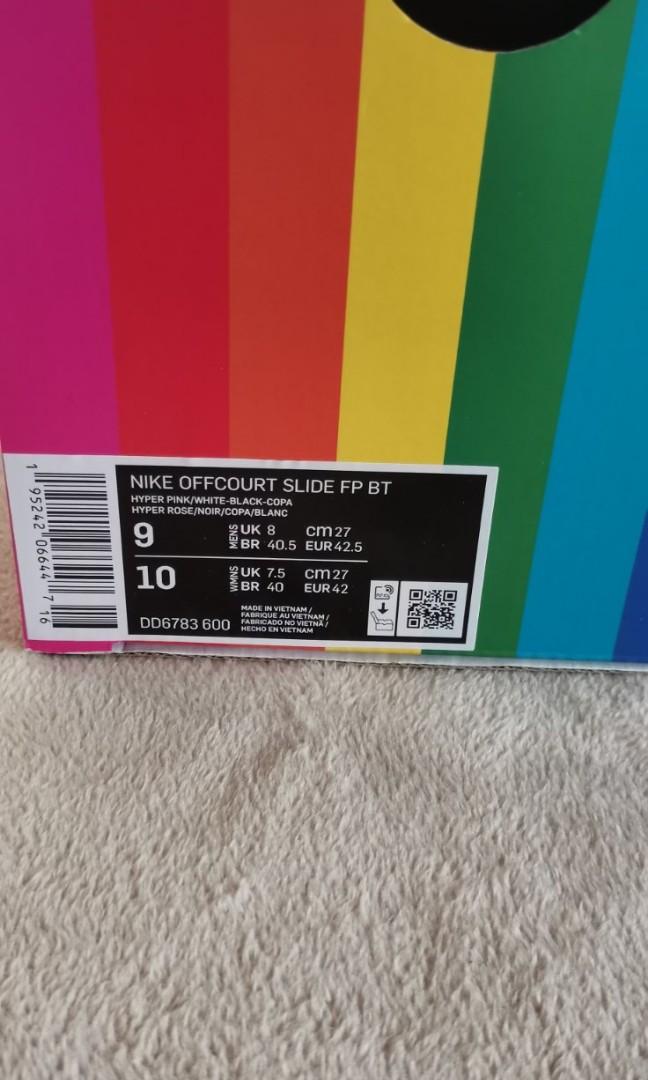 NIKE OFFCOURT SLIDE FP BT
HYPER PINK/WHITE-BLACK-COPA
HYPER ROSE/NOIR/COPA/BLANC
9 MENS UK 8 cm 27
BR 40.5 EUR 42.5
10 WMNS UK 7.5 cm 27
BR 40 EUR 42
DD6783 600
MADE IN VIETNAM /
FABRIQUE AU VIETNAM /
FABRICADO NO VIETNÃ /
HECHO EN VIETNAM
1 95242 06644 7 16